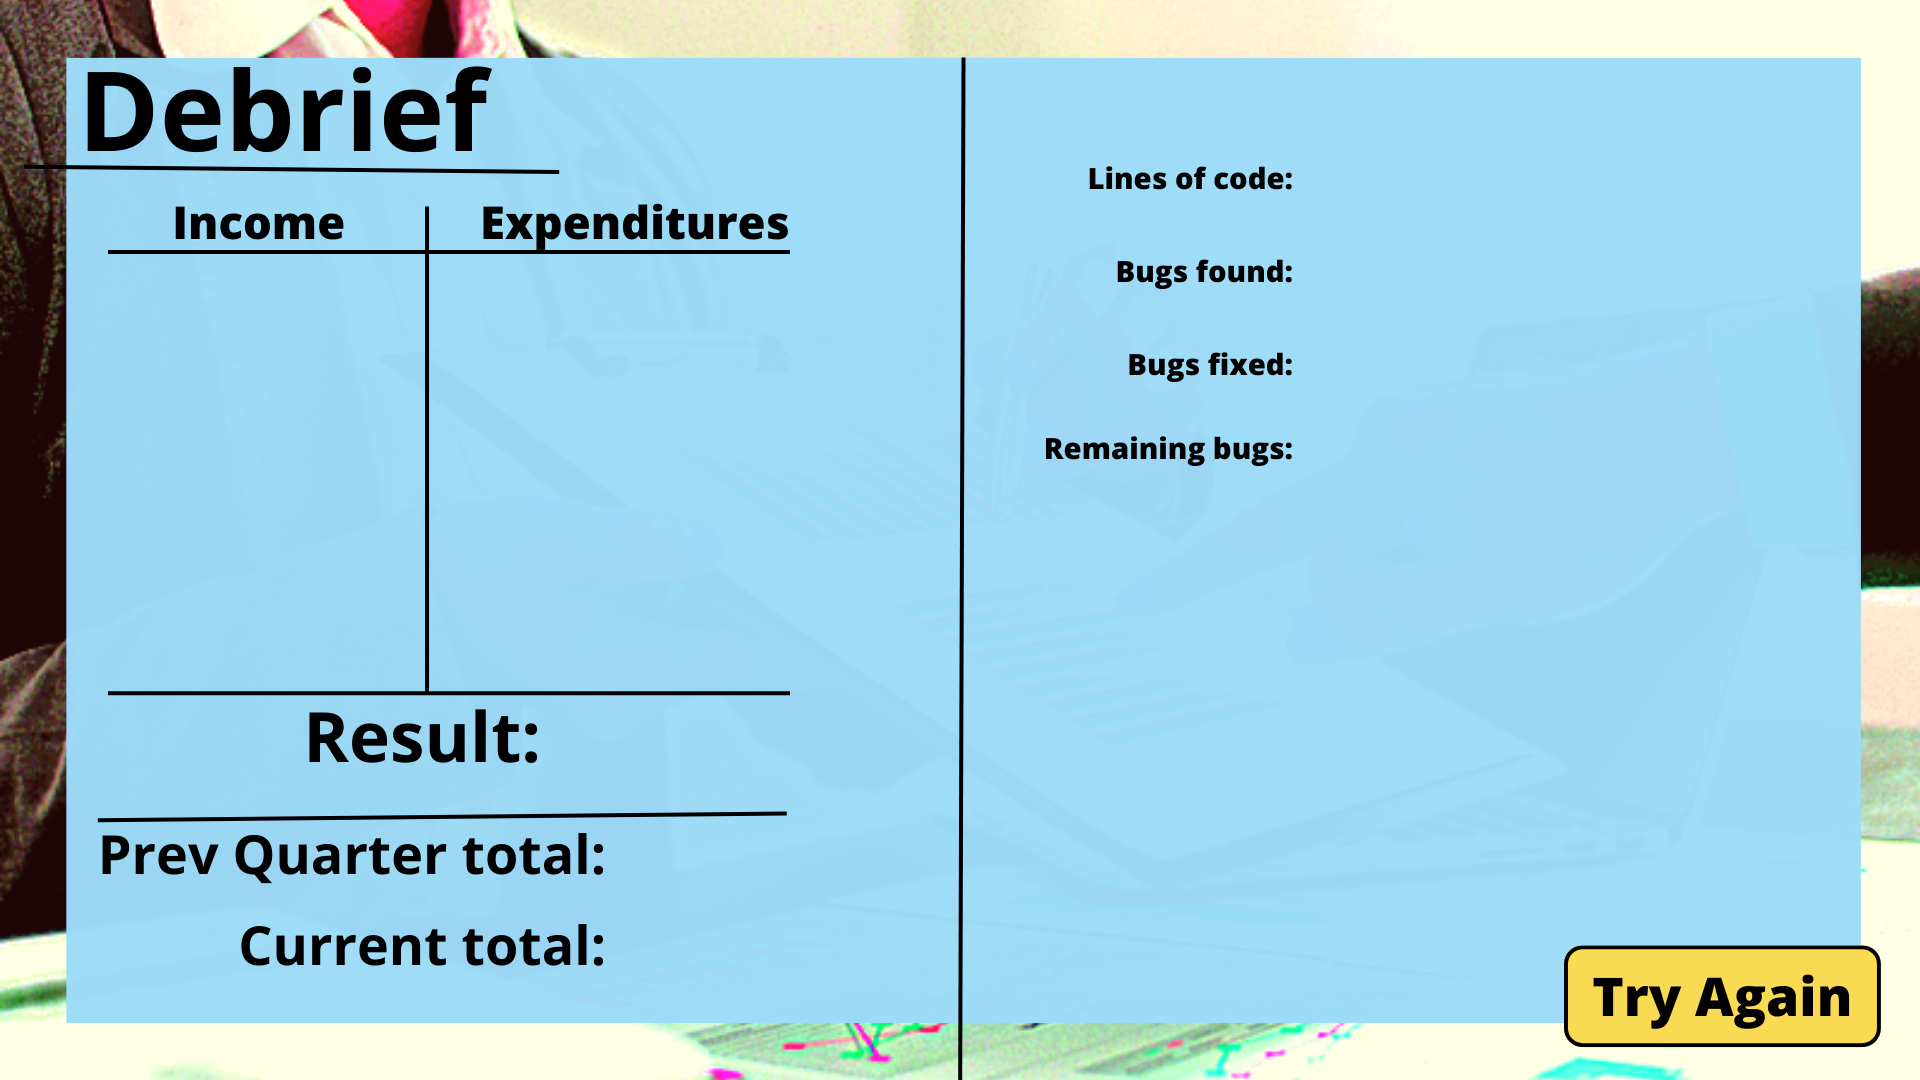 Debrief
Income
Expenditures
Result:
Prev Quarter total:
Current total:
Lines of code:
Bugs found:
Bugs fixed:
Remaining bugs:
Try Again